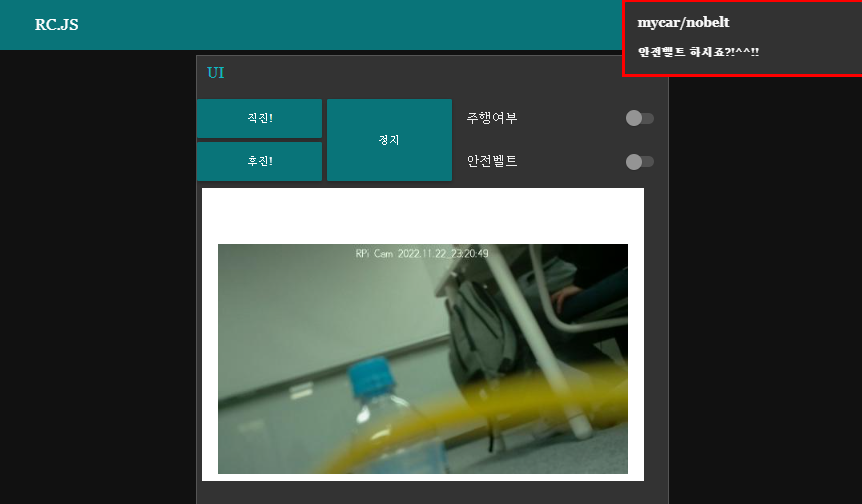 RC.JS
mycar/nobelt
안전벨트 하시죠?!^^!!
UI
직진!
정지
주행여부
후진!
안전벨트
RPi Cam 2022.11.22_23:20:49